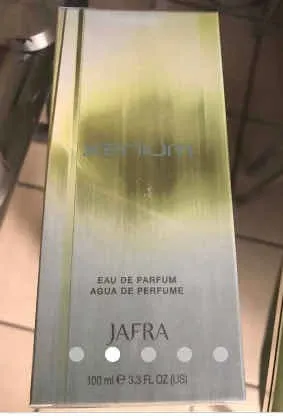 EAU DE PARFUM
AGUA DE PERFUME
JAFRA
100 ml ℮ 3.3 FL OZ (US)